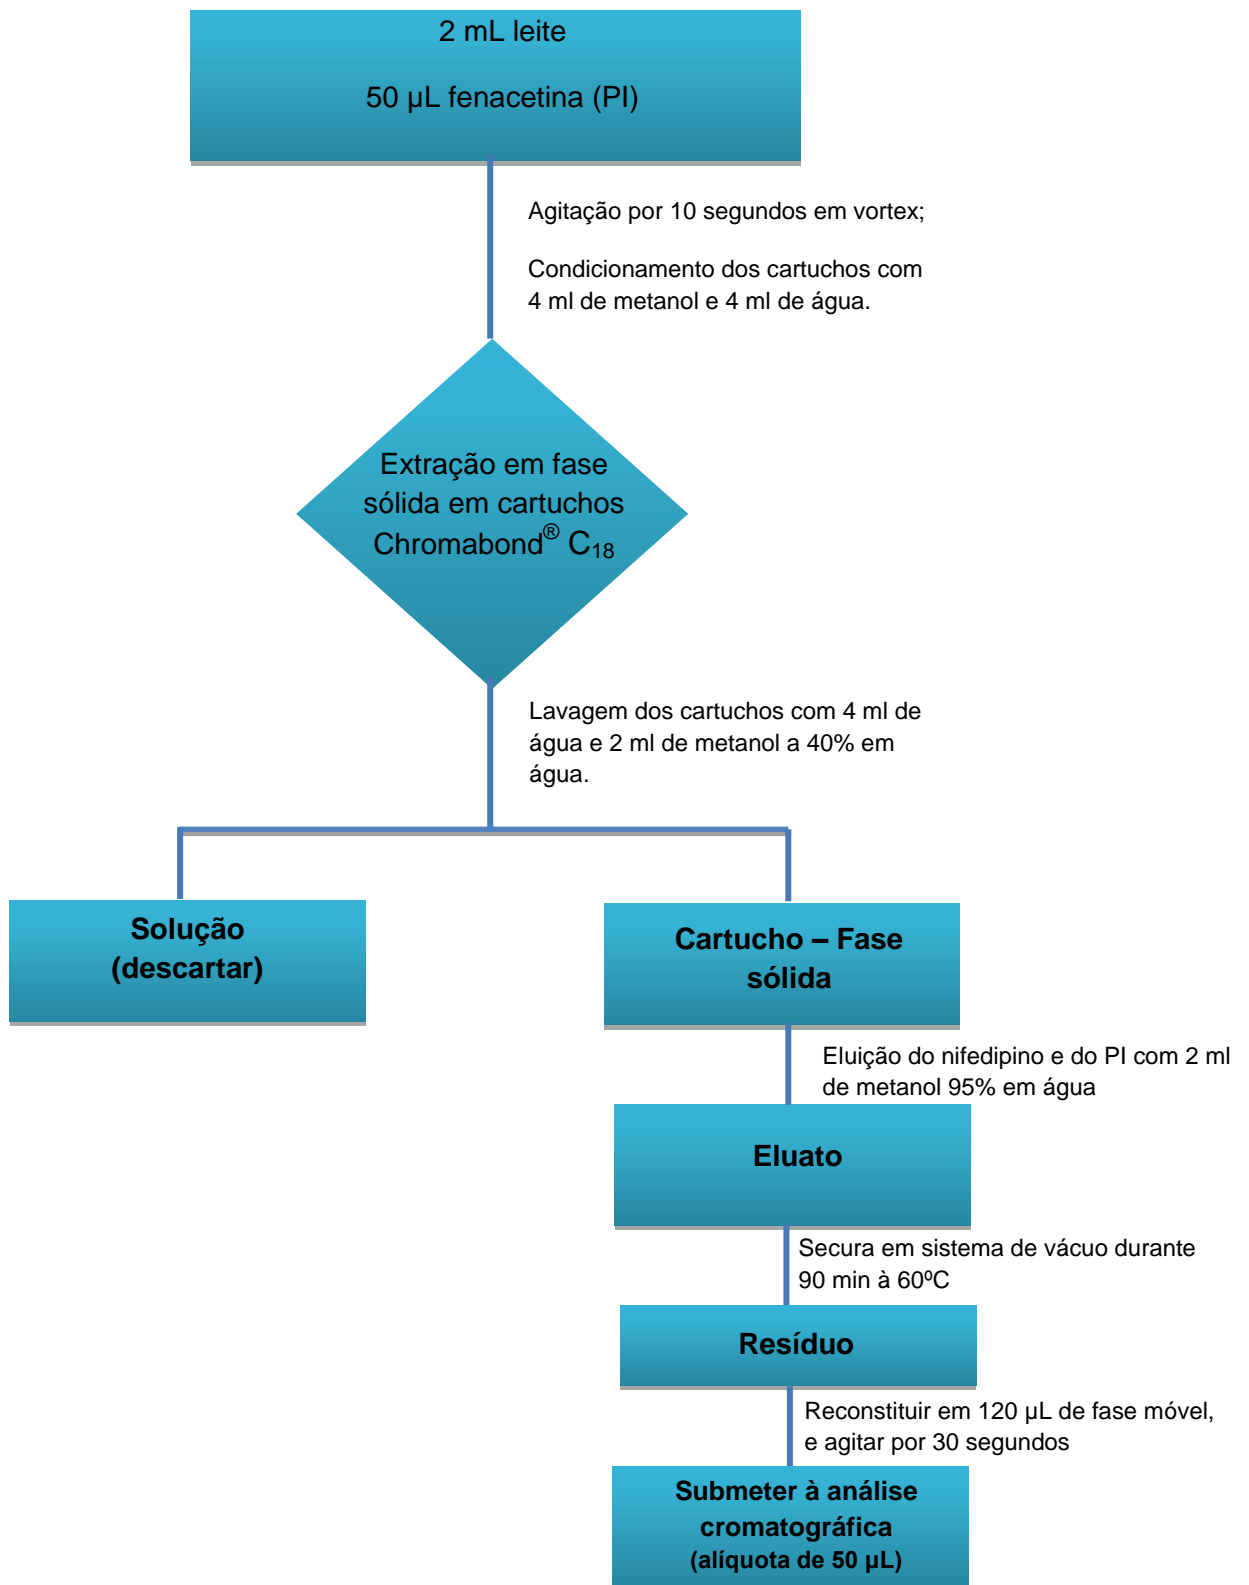 2 mL leite
50 µL fenacetina (PI)
Agitação por 10 segundos em vortex;
Condicionamento dos cartuchos com
4 ml de metanol e 4 ml de água.
Extração em fase
sólida em cartuchos
Chromabond® C₁₈
Lavagem dos cartuchos com 4 ml de
água e 2 ml de metanol a 40% em
água.
Solução
(descartar)
Cartucho – Fase
sólida
Eluição do nifedipino e do PI com 2 ml
de metanol 95% em água
Eluato
Secura em sistema de vácuo durante
90 min à 60ºC
Resíduo
Reconstituir em 120 µL de fase móvel,
e agitar por 30 segundos
Submeter à análise
cromatográfica
(alíquota de 50 µL)